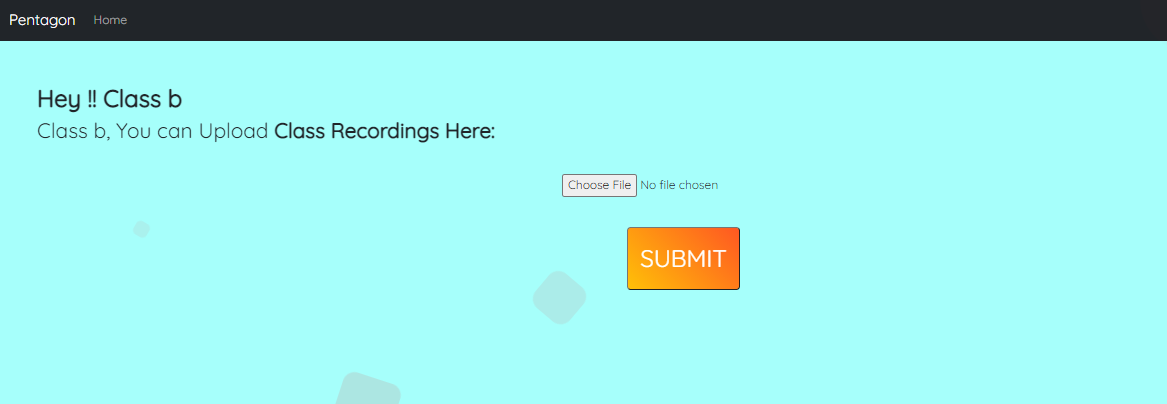 Pentagon Home
Hey !! Class b
Class b, You can Upload Class Recordings Here:
Choose File No file chosen
SUBMIT